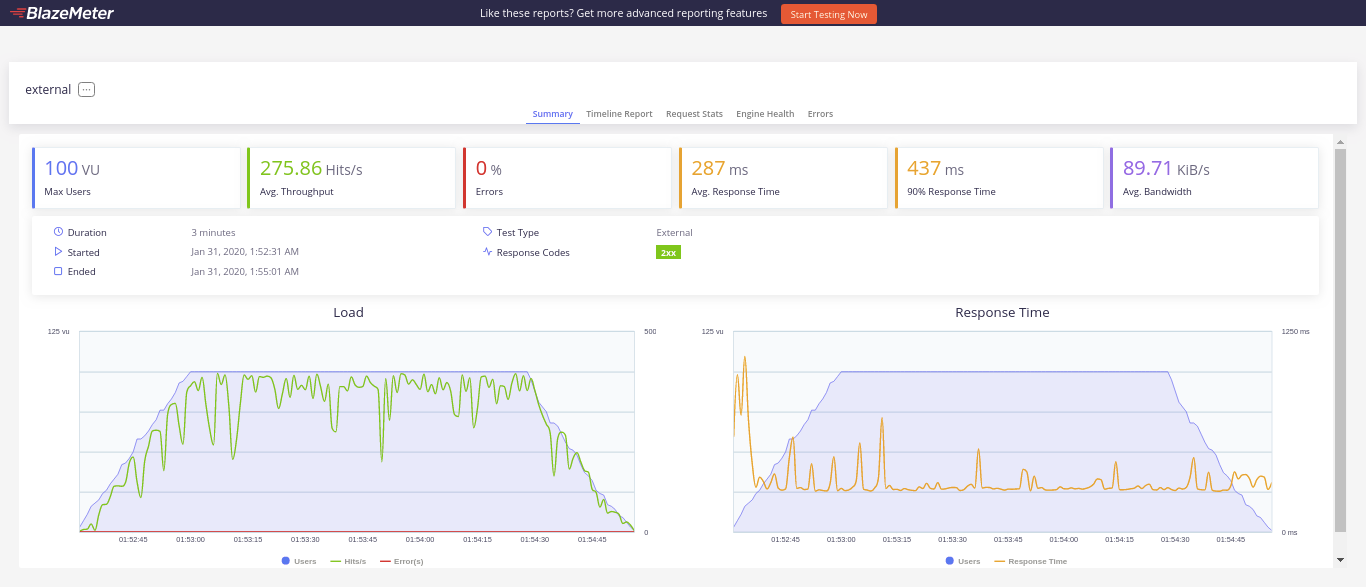 BlazeMeter
Like these reports? Get more advanced reporting features
Start Testing Now
external
Summary Timeline Report Request Stats Engine Health Errors
100 VU 275.86 Hits/s 0 % 287 ms 437 ms 89.71 KiB/s
Max Users Avg. Throughput Errors Avg. Response Time 90% Response Time Avg. Bandwidth
Duration 3 minutes Test Type External
Started Jan 31, 2020, 1:52:31 AM Response Codes 2xx
Ended Jan 31, 2020, 1:55:01 AM
Load Response Time
125 vu 500 125 vu 1250 ms
0 0 ms
01:52:45 01:53:00 01:53:15 01:53:30 01:53:45 01:54:00 01:54:15 01:54:30 01:54:45 01:52:45 01:53:00 01:53:15 01:53:30 01:53:45 01:54:00 01:54:15 01:54:30 01:54:45
Users Hits/s Error(s) Users Response Time